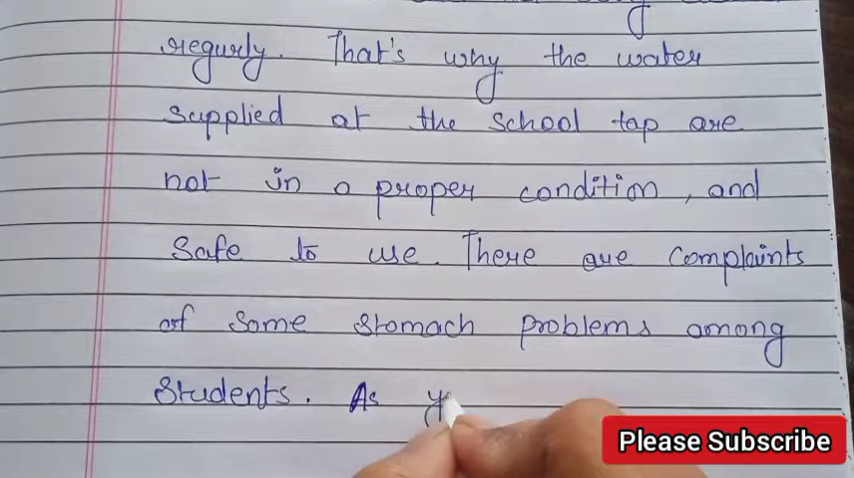 regurly. That's why the water
supplied at the school tap are
not in a proper condition, and
safe to use. There are complaints
of some stomach problems among
students. As y
Please Subscribe